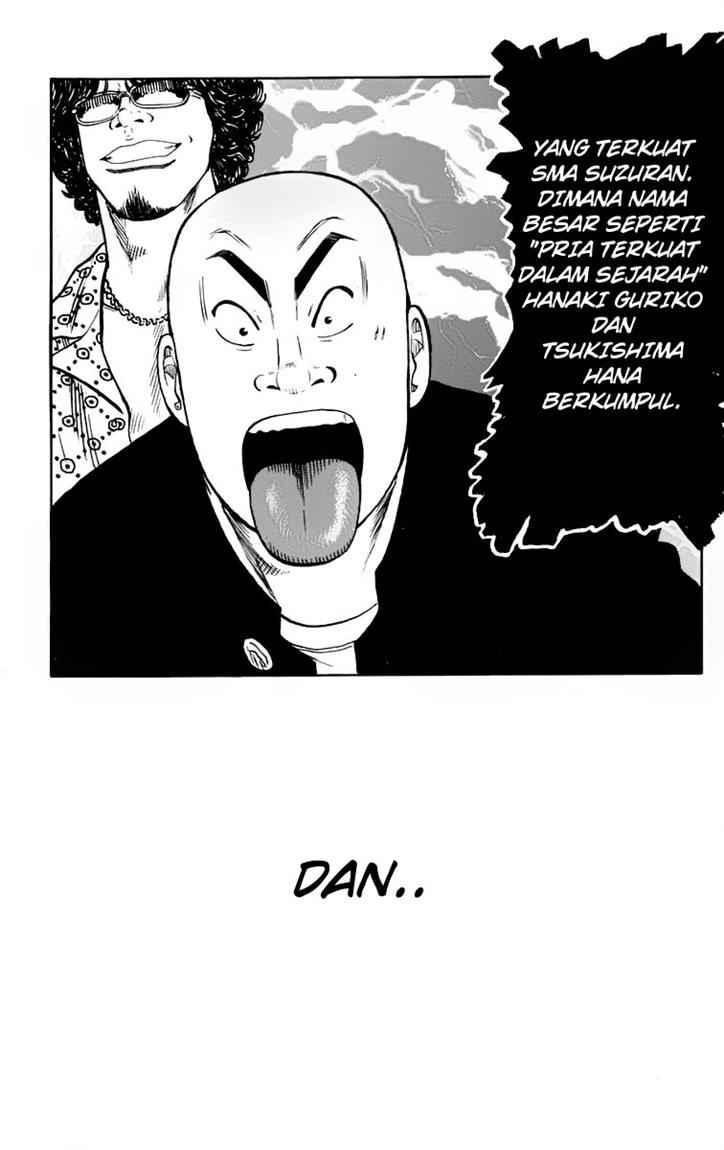 YANG TERKUAT
SMA SUZURAN.
DIMANA NAMA
BESAR SEPERTI
"PRIA TERKUAT
DALAM SEJARAH"
HANAKI GURIKO
DAN
TSUKISHIMA
HANA
BERKUMPUL.
DAN..